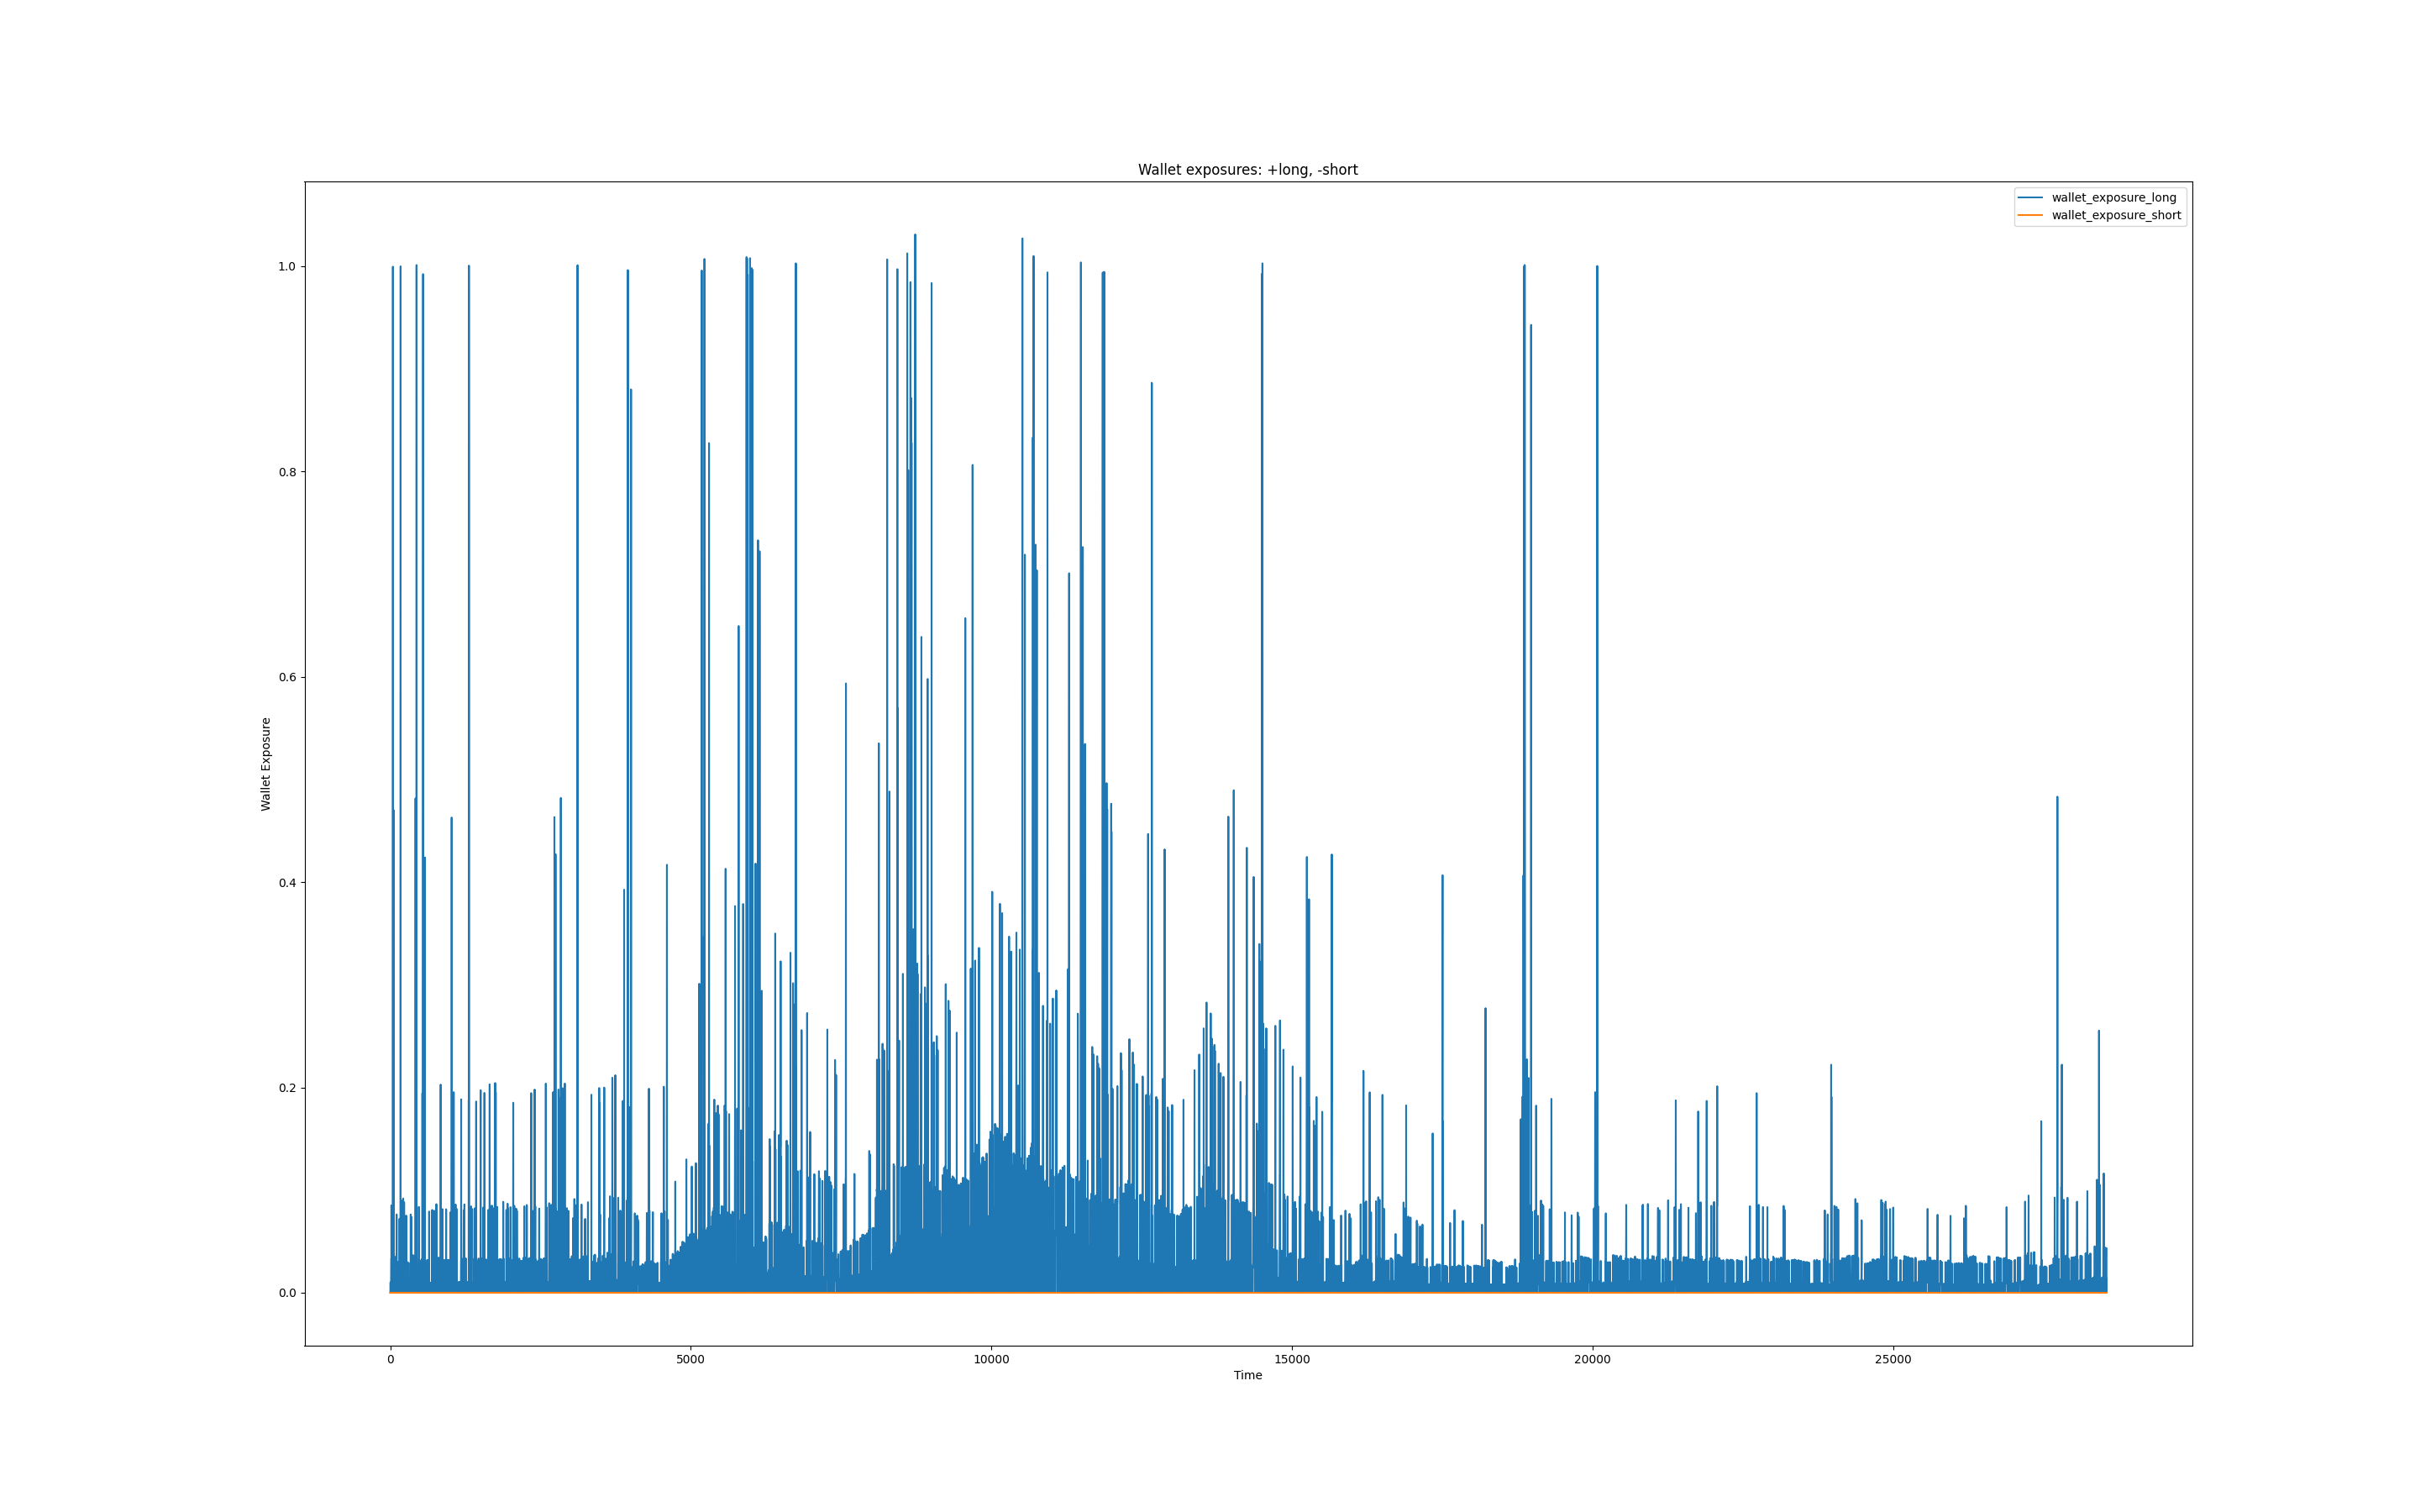 Wallet exposures: +long, -short
wallet_exposure_long
wallet_exposure_short
1.0
0.8
0.6
0.4
0.2
0.0
Wallet Exposure
0 5000 10000 15000 20000 25000
Time